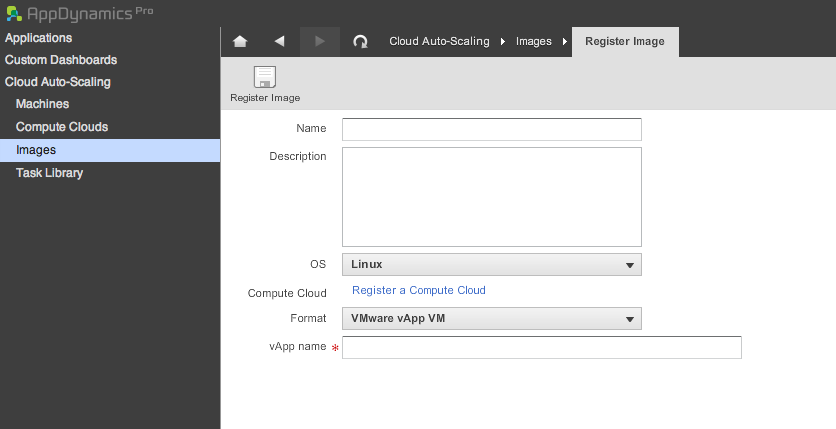 AppDynamics Pro
Applications
Custom Dashboards
Cloud Auto-Scaling
Machines
Compute Clouds
Images
Task Library
Cloud Auto-Scaling Images Register Image
Register Image
Name
Description
OS Linux
Compute Cloud Register a Compute Cloud
Format VMware vApp VM
vApp name *